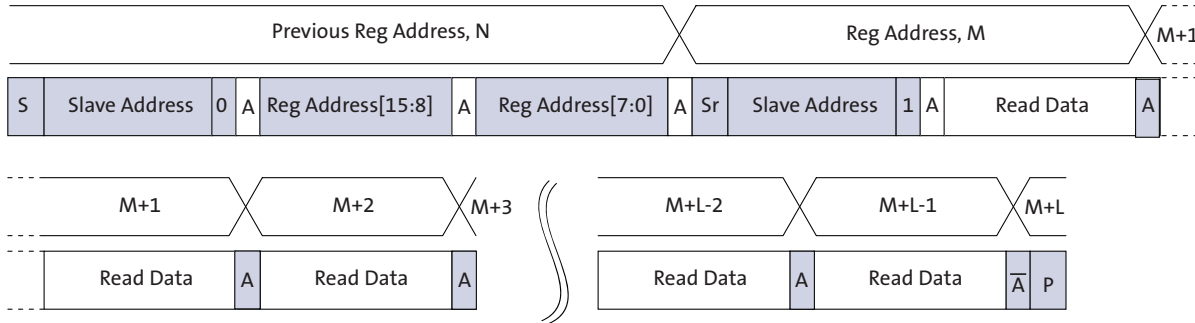 Previous Reg Address, N Reg Address, M M+1
S Slave Address 0 A Reg Address[15:8] A Reg Address[7:0] A Sr Slave Address 1 A Read Data A
M+1 M+2 M+3 M+L-2 M+L-1 M+L
Read Data A Read Data A Read Data A Read Data A̅ P